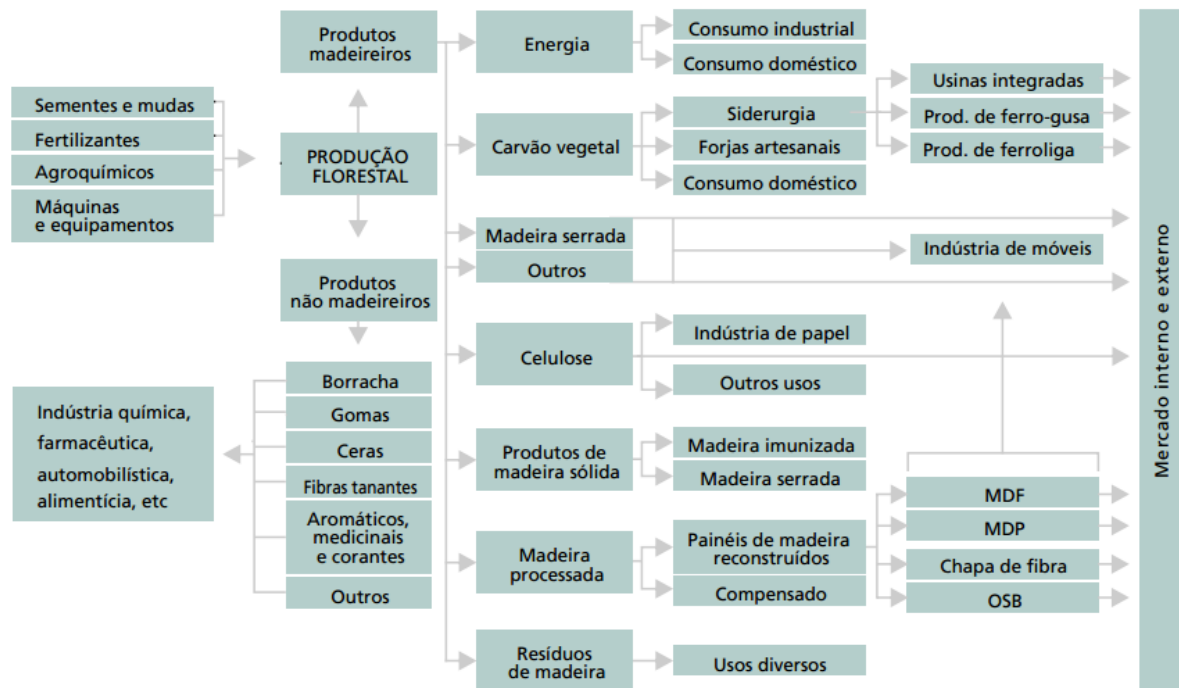 Sementes e mudas
Fertilizantes
Agroquímicos
Máquinas
e equipamentos
Produtos
madeireiros
PRODUÇÃO
FLORESTAL
Produtos
não madeireiros
Borracha
Gomas
Ceras
Fibras tanantes
Aromáticos,
medicinais
e corantes
Outros
Indústria química,
farmacêutica,
automobilística,
alimentícia, etc
Energia
Consumo industrial
Consumo doméstico
Carvão vegetal
Siderurgia
Forjas artesanais
Consumo doméstico
Usinas integradas
Prod. de ferro-gusa
Prod. de ferroliga
Madeira serrada
Outros
Indústria de móveis
Celulose
Indústria de papel
Outros usos
Produtos de
madeira sólida
Madeira imunizada
Madeira serrada
Madeira
processada
Painéis de madeira
reconstruídos
Compensado
MDF
MDP
Chapa de fibra
OSB
Resíduos
de madeira
Usos diversos
Mercado interno e externo